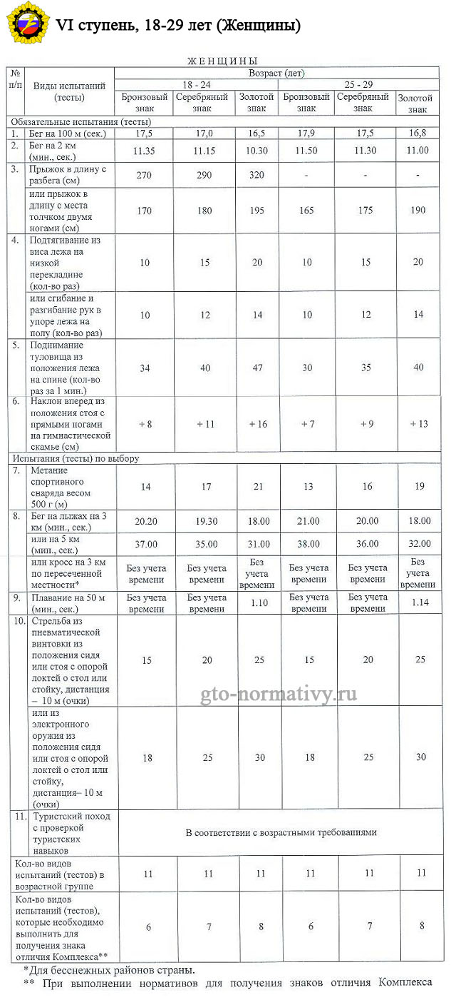 VI ступень, 18-29 лет (Женщины)
ЖЕНЩИНЫ
№ п/п Виды испытаний (тесты) Возраст (лет)
18 - 24 25 - 29
Бронзовый знак Серебряный знак Золотой знак Бронзовый знак Серебряный знак Золотой знак
Обязательные испытания (тесты)
1. Бег на 100 м (сек.) 17,5 17,0 16,5 17,9 17,5 16,8
2. Бег на 2 км
(мин., сек.) 11.35 11.15 10.30 11.50 11.30 11.00
3. Прыжок в длину с
разбега (см) 270 290 320 - - -
или прыжок в
длину с места
толчком двумя
ногами (см) 170 180 195 165 175 190
4. Подтягивание из
виса лежа на
низкой
перекладине
(кол-во раз) 10 15 20 10 15 20
или сгибание и
разгибание рук в
упоре лежа на
полу (кол-во раз) 10 12 14 10 12 14
5. Поднимание
туловища из
положения лежа
на спине (кол-во
раз за 1 мин.) 34 40 47 30 35 40
6. Наклон вперед из
положения стоя с
прямыми ногами
на гимнастической
скамье (см) + 8 + 11 + 16 + 7 + 9 + 13
Испытания (тесты) по выбору
7. Метание
спортивного
снаряда весом
500 г (м) 14 17 21 13 16 19
8. Бег на лыжах на 3
км (мин., сек.) 20.20 19.30 18.00 21.00 20.00 18.00
или на 5 км
(мин., сек.) 37.00 35.00 31.00 38.00 36.00 32.00
или кросс на 3 км
по пересеченной
местности* Без учета времени Без учета времени Без учета времени Без учета времени Без учета времени Без учета времени
9. Плавание на 50 м
(мин., сек.) Без учета времени Без учета времени 1.10 Без учета времени Без учета времени 1.14
10. Стрельба из
пневматической
винтовки из
положения сидя
или стоя с опорой
локтей о стол или
стойку, дистанция
– 10 м (очки) 15 20 25 15 20 25
gto-normativy.ru
или из
электронного
оружия из
положения сидя
или стоя с опорой
локтей о стол или
стойку,
дистанция– 10 м
(очки) 18 25 30 18 25 30
11. Туристский поход
с проверкой
туристских
навыков В соответствии с возрастными требованиями
Кол-во видов
испытаний (тестов) в
возрастной группе 11 11 11 11 11 11
Кол-во видов
испытаний (тестов),
которые необходимо
выполнить для
получения знака
отличия Комплекса** 6 7 8 6 7 8
*Для бесснежных районов страны.
** При выполнении нормативов для получения знаков отличия Комплекса